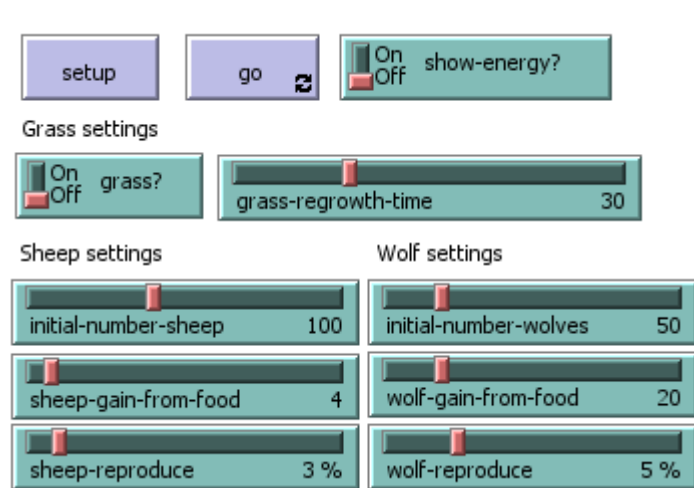 setup
go
On
Off
show-energy?
Grass settings
On
Off
grass?
grass-regrowth-time 30
Sheep settings
Wolf settings
initial-number-sheep 100
initial-number-wolves 50
sheep-gain-from-food 4
wolf-gain-from-food 20
sheep-reproduce 3 %
wolf-reproduce 5 %